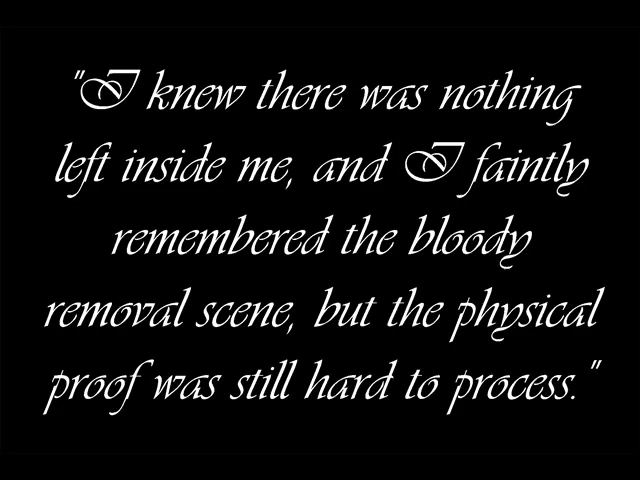 "I knew there was nothing
left inside me, and I faintly
remembered the bloody
removal scene, but the physical
proof was still hard to process."